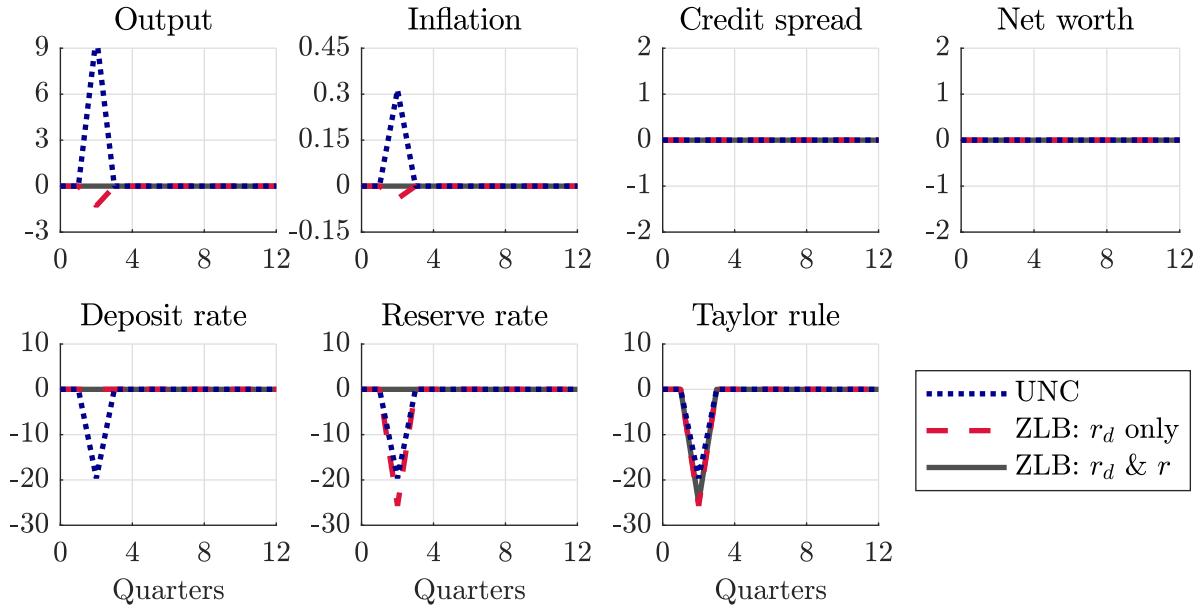 Output Inflation Credit spread Net worth
9 0.45 2 2
6 0.3 1 1
3 0.15 0 0
0 0 -1 -1
-3 -0.15 -2 -2
0 4 8 12 0 4 8 12 0 4 8 12 0 4 8 12
Deposit rate Reserve rate Taylor rule
10 10 10
0 0 0
-10 -10 -10
-20 -20 -20
-30 -30 -30
0 4 8 12 0 4 8 12 0 4 8 12
Quarters Quarters Quarters
UNC
ZLB: r_d only
ZLB: r_d & r